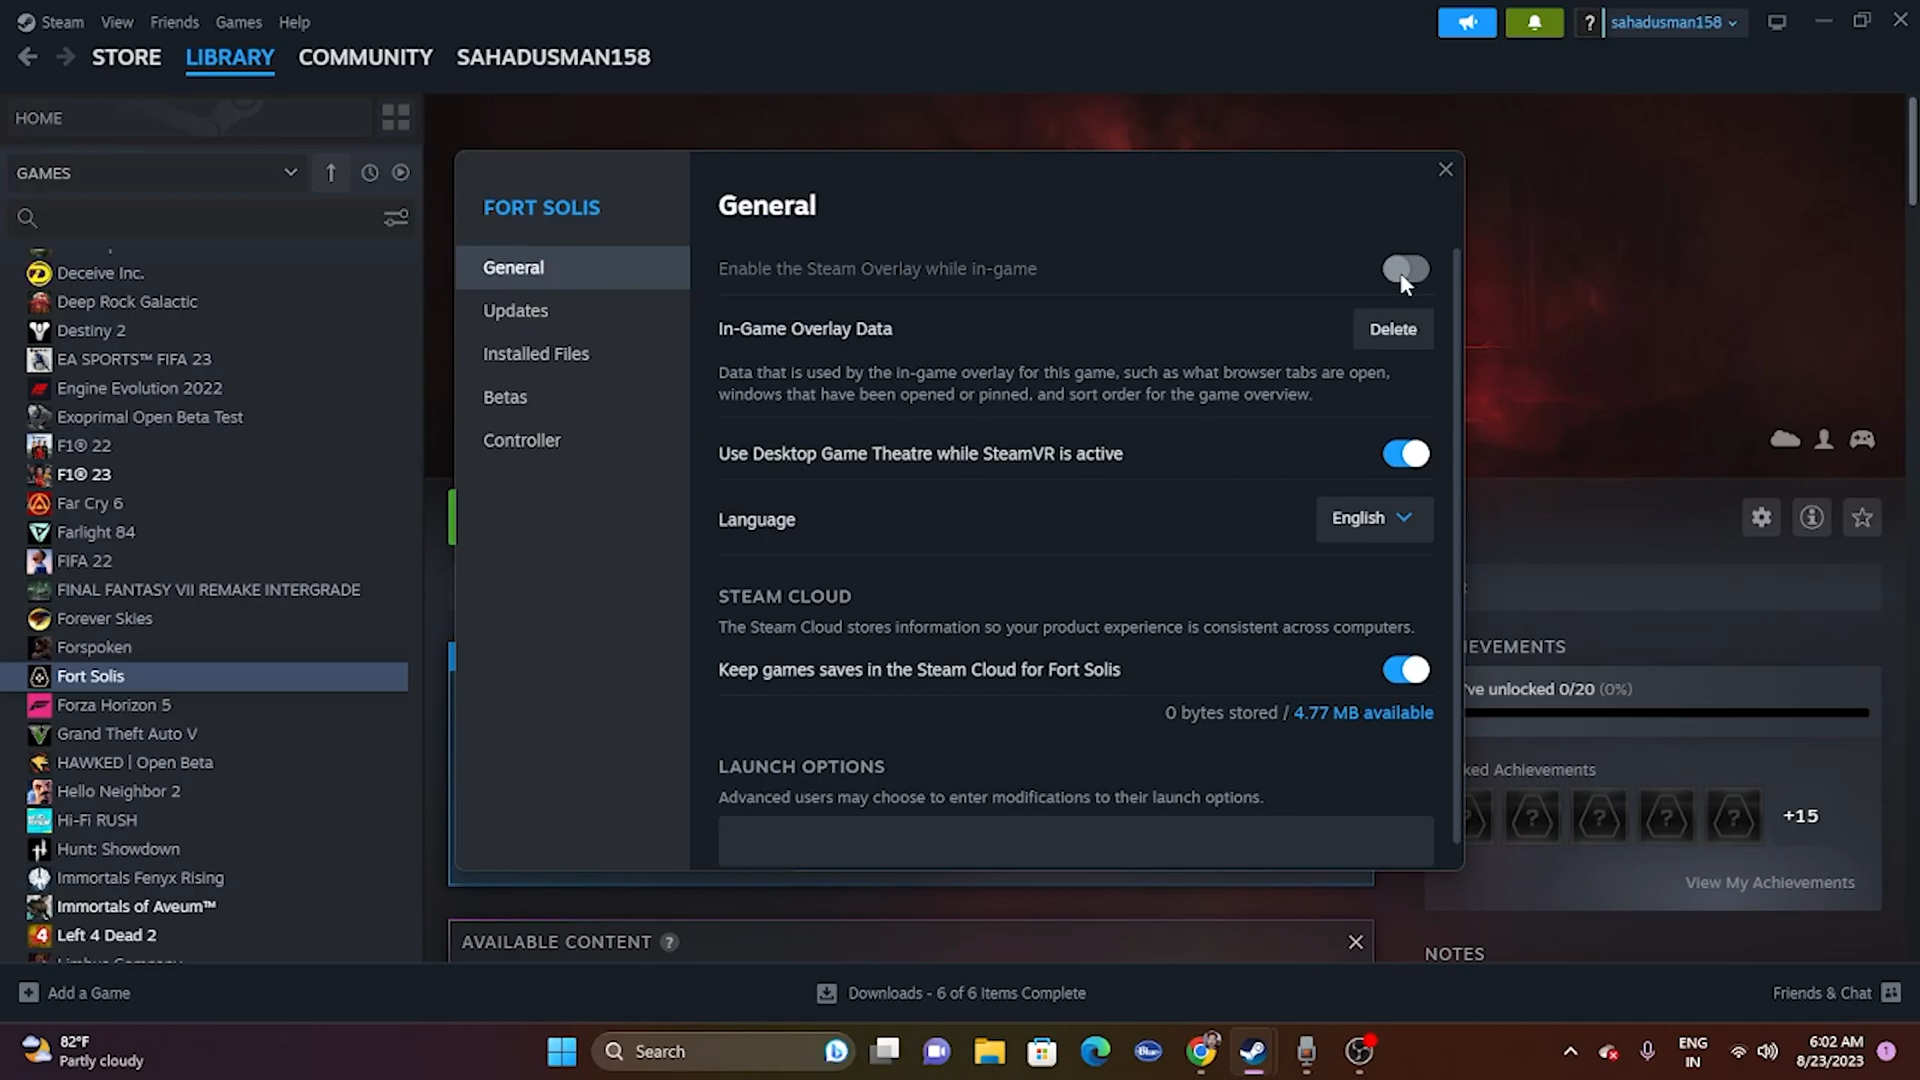 Steam View Friends Games Help
? sahadusman158
STORE LIBRARY COMMUNITY SAHADUSMAN158
HOME
GAMES
Deceive Inc.
Deep Rock Galactic
Destiny 2
EA SPORTS™ FIFA 23
Engine Evolution 2022
Exoprimal Open Beta Test
F1® 22
F1® 23
Far Cry 6
Farlight 84
FIFA 22
FINAL FANTASY VII REMAKE INTERGRADE
Forever Skies
Forspoken
Fort Solis
Forza Horizon 5
Grand Theft Auto V
HAWKED | Open Beta
Hello Neighbor 2
Hi-Fi RUSH
Hunt: Showdown
Immortals Fenyx Rising
Immortals of Aveum™
Left 4 Dead 2
FORT SOLIS
General
Updates
Installed Files
Betas
Controller
General
Enable the Steam Overlay while in-game
In-Game Overlay Data
Delete
Data that is used by the in-game overlay for this game, such as what browser tabs are open,
windows that have been opened or pinned, and sort order for the game overview.
Use Desktop Game Theatre while SteamVR is active
Language
English
STEAM CLOUD
The Steam Cloud stores information so your product experience is consistent across computers.
Keep games saves in the Steam Cloud for Fort Solis
0 bytes stored / 4.77 MB available
LAUNCH OPTIONS
Advanced users may choose to enter modifications to their launch options.
IEVEMENTS
've unlocked 0/20 (0%)
ked Achievements
? ? ? ? ? +15
View My Achievements
AVAILABLE CONTENT ?
NOTES
Add a Game
Downloads - 6 of 6 Items Complete
Friends & Chat
82°F
Partly cloudy
Search
ENG
IN
6:02 AM
8/23/2023
1